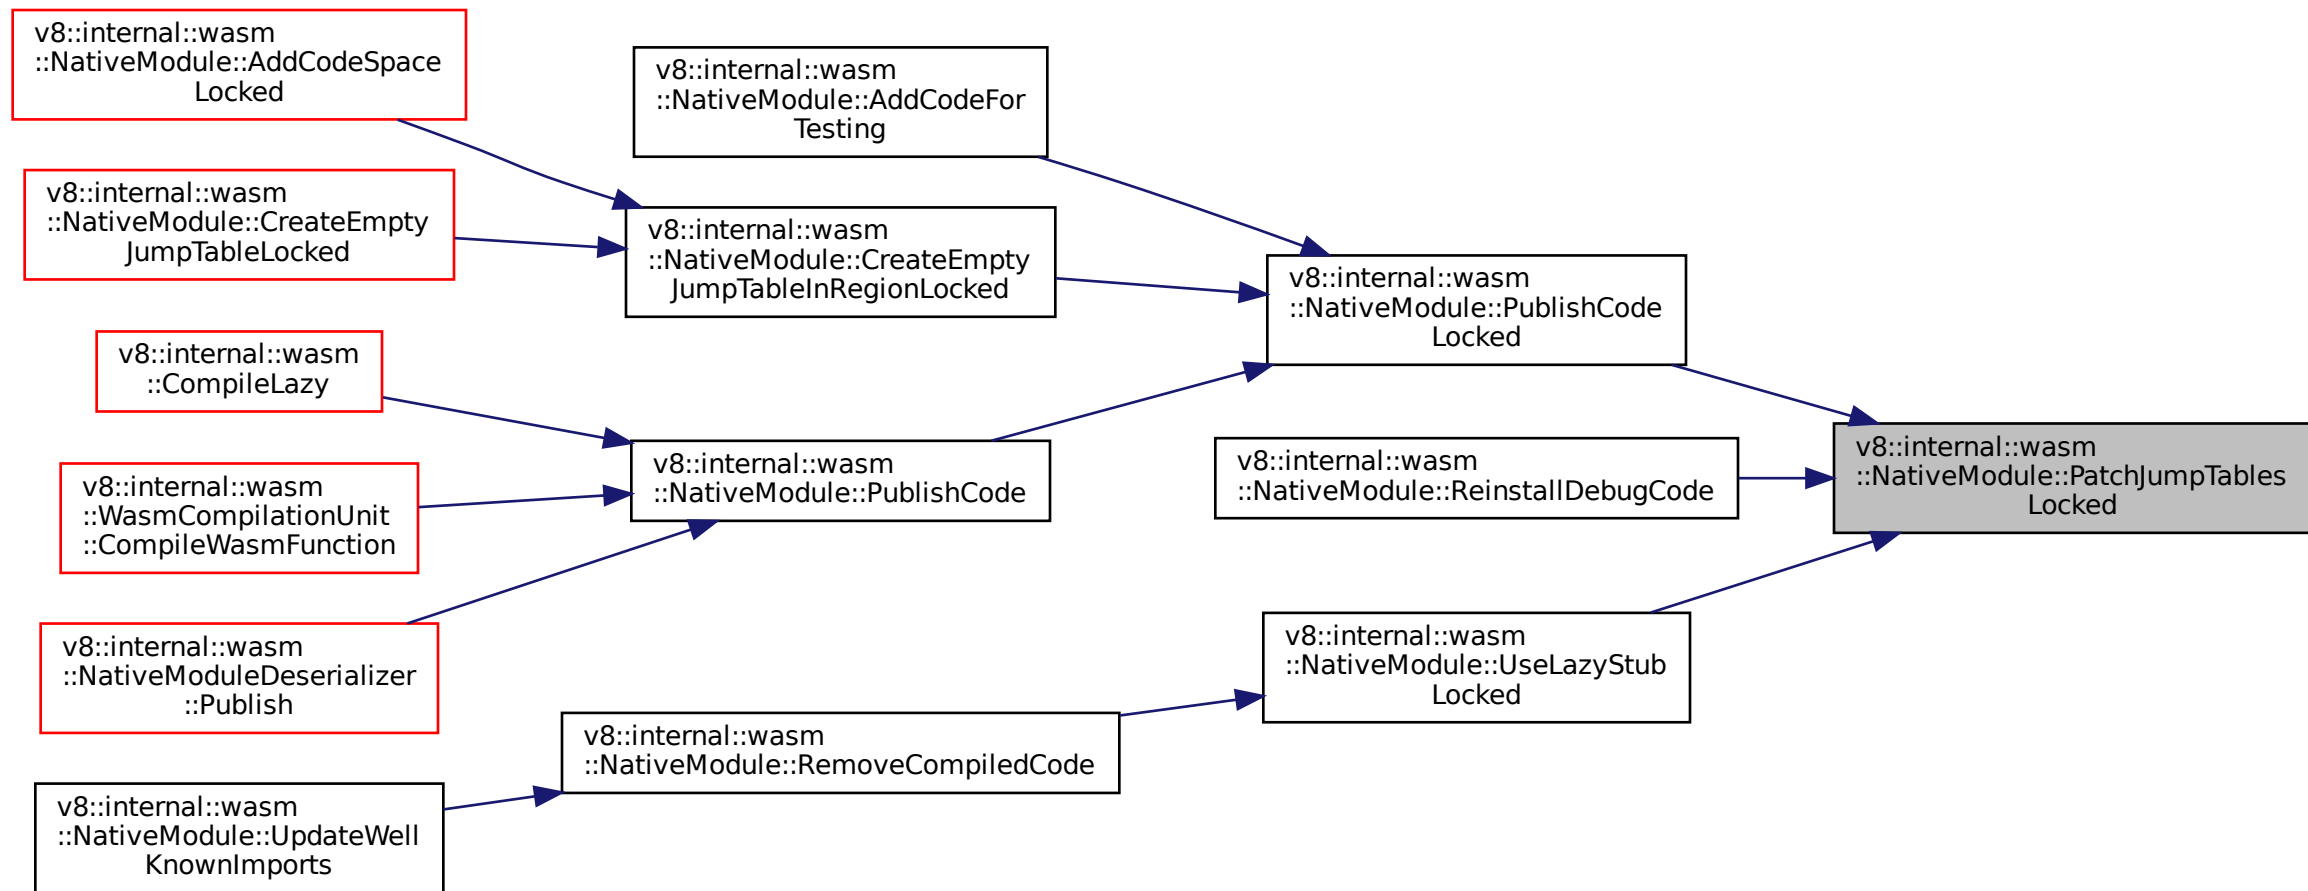 v8::internal::wasm
::NativeModule::AddCodeSpace
Locked
v8::internal::wasm
::NativeModule::CreateEmpty
JumpTableLocked
v8::internal::wasm
::CompileLazy
v8::internal::wasm
::WasmCompilationUnit
::CompileWasmFunction
v8::internal::wasm
::NativeModuleDeserializer
::Publish
v8::internal::wasm
::NativeModule::UpdateWell
KnownImports
v8::internal::wasm
::NativeModule::AddCodeFor
Testing
v8::internal::wasm
::NativeModule::CreateEmpty
JumpTableInRegionLocked
v8::internal::wasm
::NativeModule::PublishCode
v8::internal::wasm
::NativeModule::RemoveCompiledCode
v8::internal::wasm
::NativeModule::PublishCode
Locked
v8::internal::wasm
::NativeModule::ReinstallDebugCode
v8::internal::wasm
::NativeModule::UseLazyStub
Locked
v8::internal::wasm
::NativeModule::PatchJumpTables
Locked